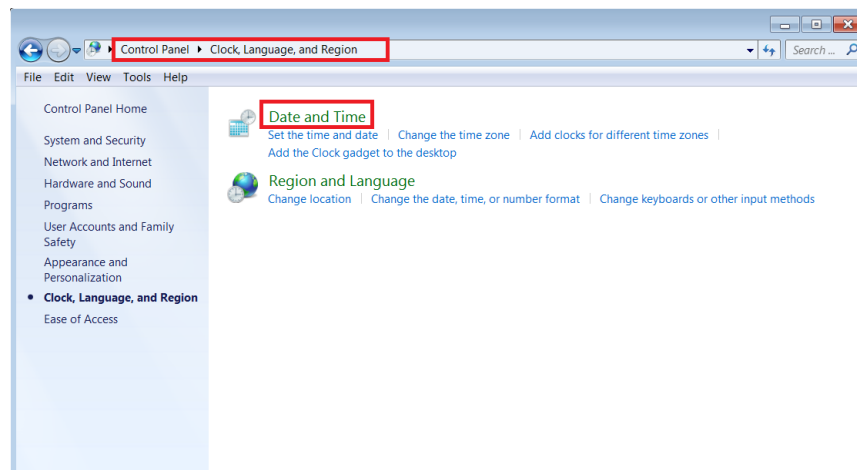 Control Panel Clock, Language, and Region
Search ...
File Edit View Tools Help
Control Panel Home
System and Security
Network and Internet
Hardware and Sound
Programs
User Accounts and Family
Safety
Appearance and
Personalization
Clock, Language, and Region
Ease of Access
Date and Time
Set the time and date Change the time zone Add clocks for different time zones
Add the Clock gadget to the desktop
Region and Language
Change location Change the date, time, or number format Change keyboards or other input methods